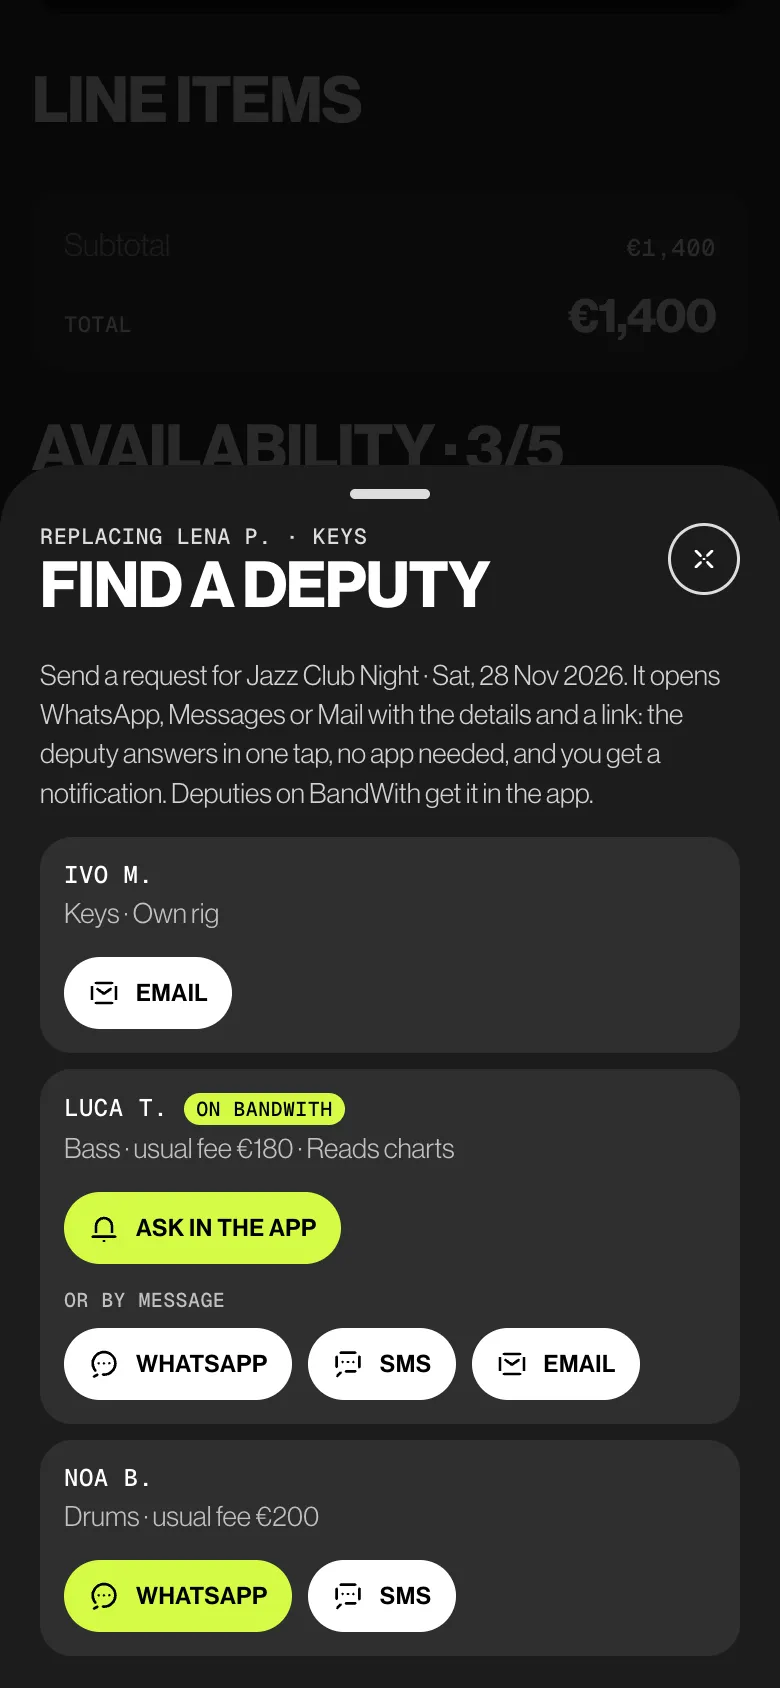 LINE ITEMS
Subtotal €1,400
TOTAL €1,400
AVAILABILITY · 3/5
REPLACING LENA P. · KEYS
FIND A DEPUTY
Send a request for Jazz Club Night · Sat, 28 Nov 2026. It opens
WhatsApp, Messages or Mail with the details and a link: the
deputy answers in one tap, no app needed, and you get a
notification. Deputies on BandWith get it in the app.
IVO M.
Keys · Own rig
EMAIL
LUCA T. ON BANDWITH
Bass · usual fee €180 · Reads charts
ASK IN THE APP
OR BY MESSAGE
WHATSAPP SMS EMAIL
NOA B.
Drums · usual fee €200
WHATSAPP SMS